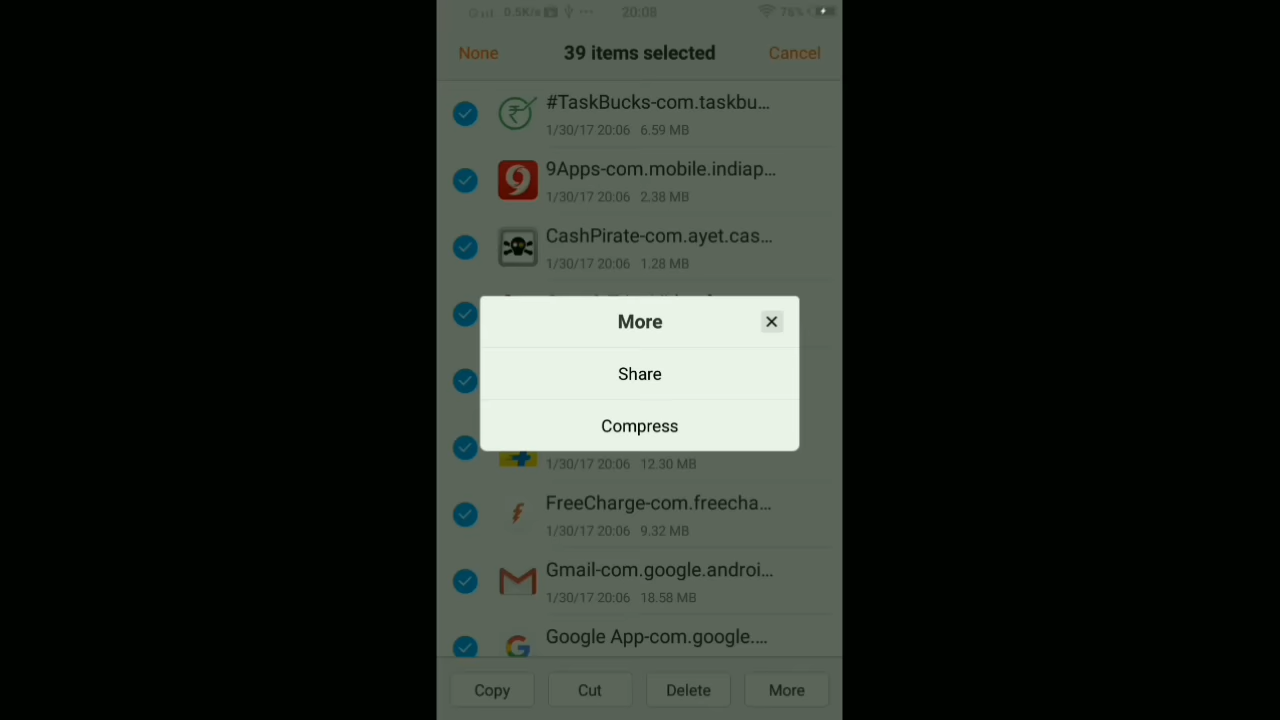 0.5K/s ... 20:08 76%
None 39 items selected Cancel
#TaskBucks-com.taskbu...
1/30/17 20:06 6.59 MB
9Apps-com.mobile.indiap...
1/30/17 20:06 2.38 MB
CashPirate-com.ayet.cas...
1/30/17 20:06 1.28 MB
More
Share
Compress
1/30/17 20:06 12.30 MB
FreeCharge-com.freecha...
1/30/17 20:06 9.32 MB
Gmail-com.google.androi...
1/30/17 20:06 18.58 MB
Google App-com.google....
Copy Cut Delete More